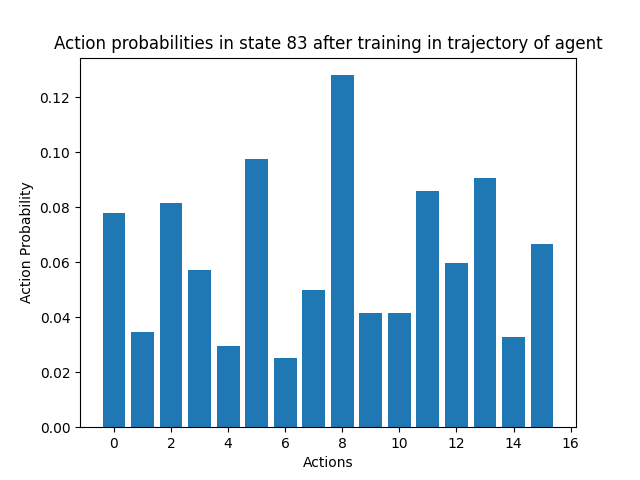 Action probabilities in state 83 after training in trajectory of agent
0.12
0.10
0.08
0.06
0.04
0.02
0.00
Action Probability
0 2 4 6 8 10 12 14 16
Actions